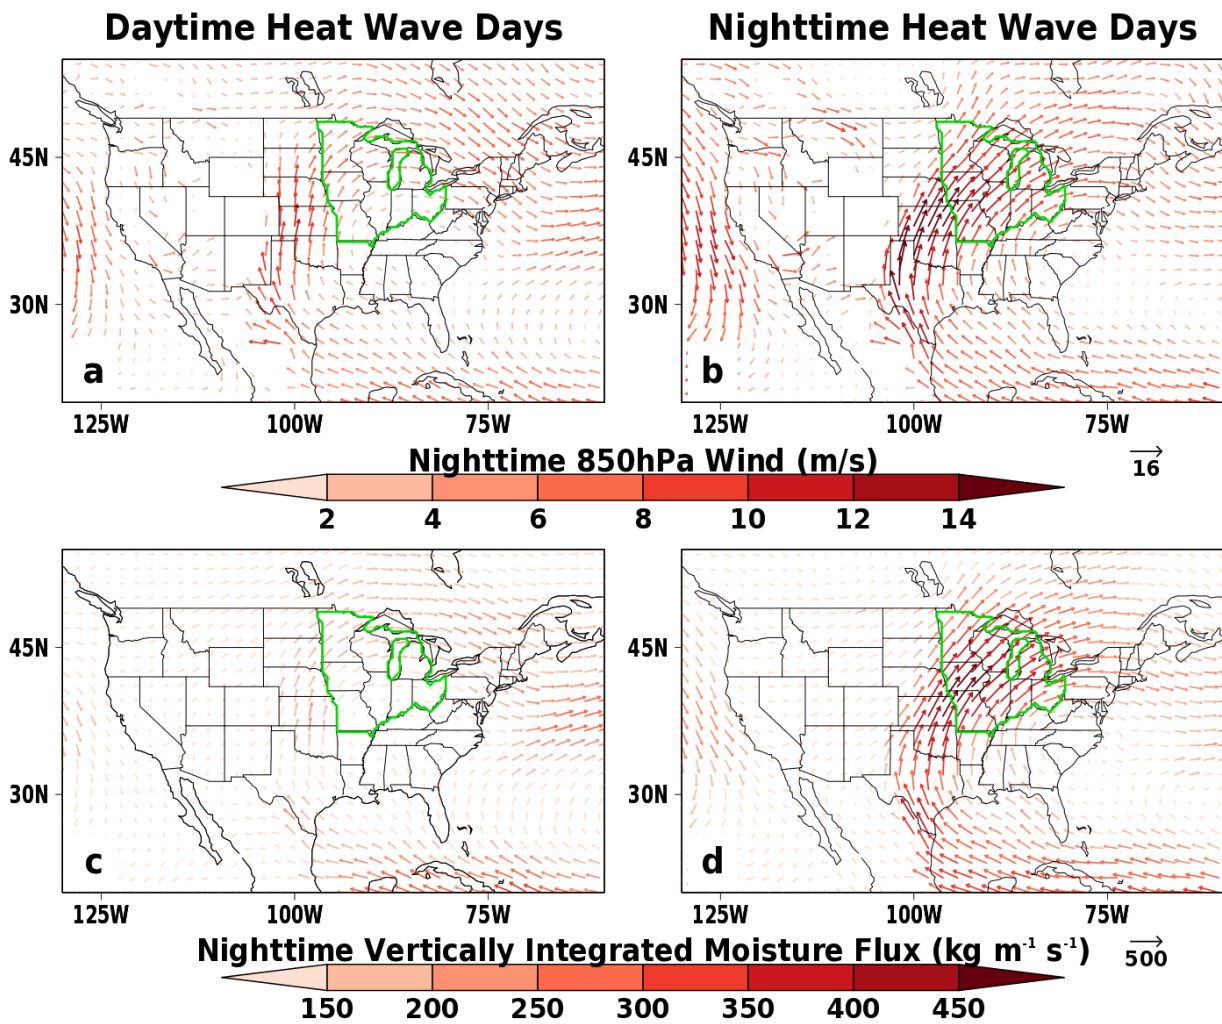 Daytime Heat Wave Days Nighttime Heat Wave Days
45N 45N
30N 30N
a b
125W 100W 75W 125W 100W 75W
Nighttime 850hPa Wind (m/s) 16
2 4 6 8 10 12 14
45N 45N
30N 30N
c d
125W 100W 75W 125W 100W 75W
Nighttime Vertically Integrated Moisture Flux (kg m⁻¹ s⁻¹) 500
150 200 250 300 350 400 450